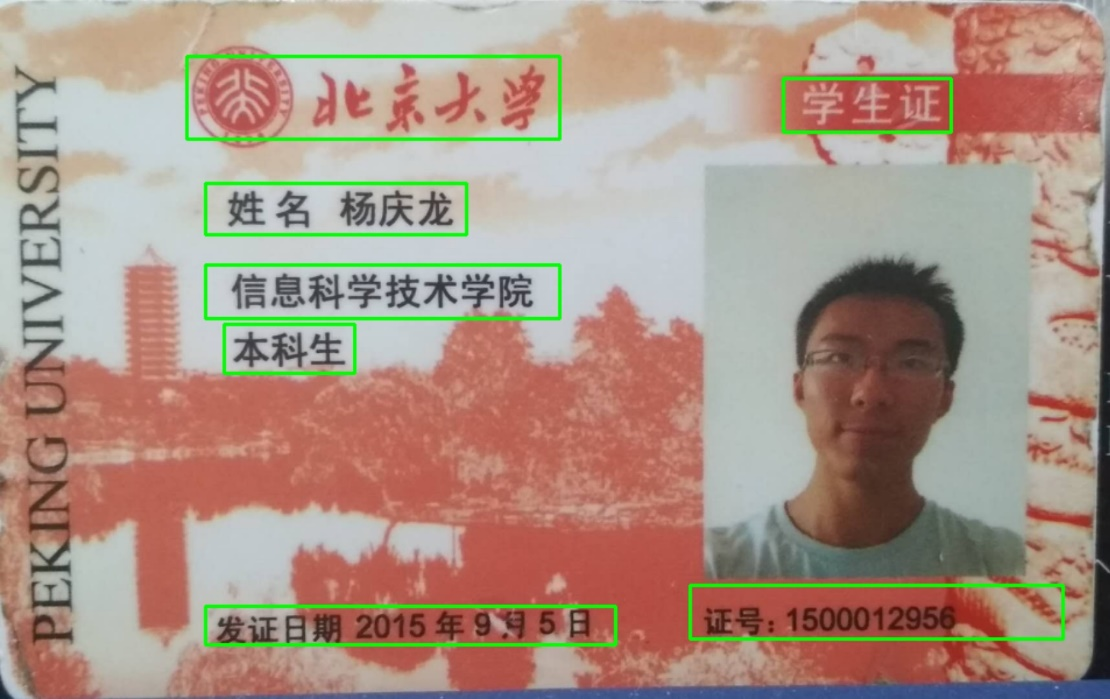 PEKING UNIVERSITY
北京大学
学生证
姓名 杨庆龙
信息科学技术学院
本科生
发证日期 2015 年 9 月 5 日
证号：1500012956